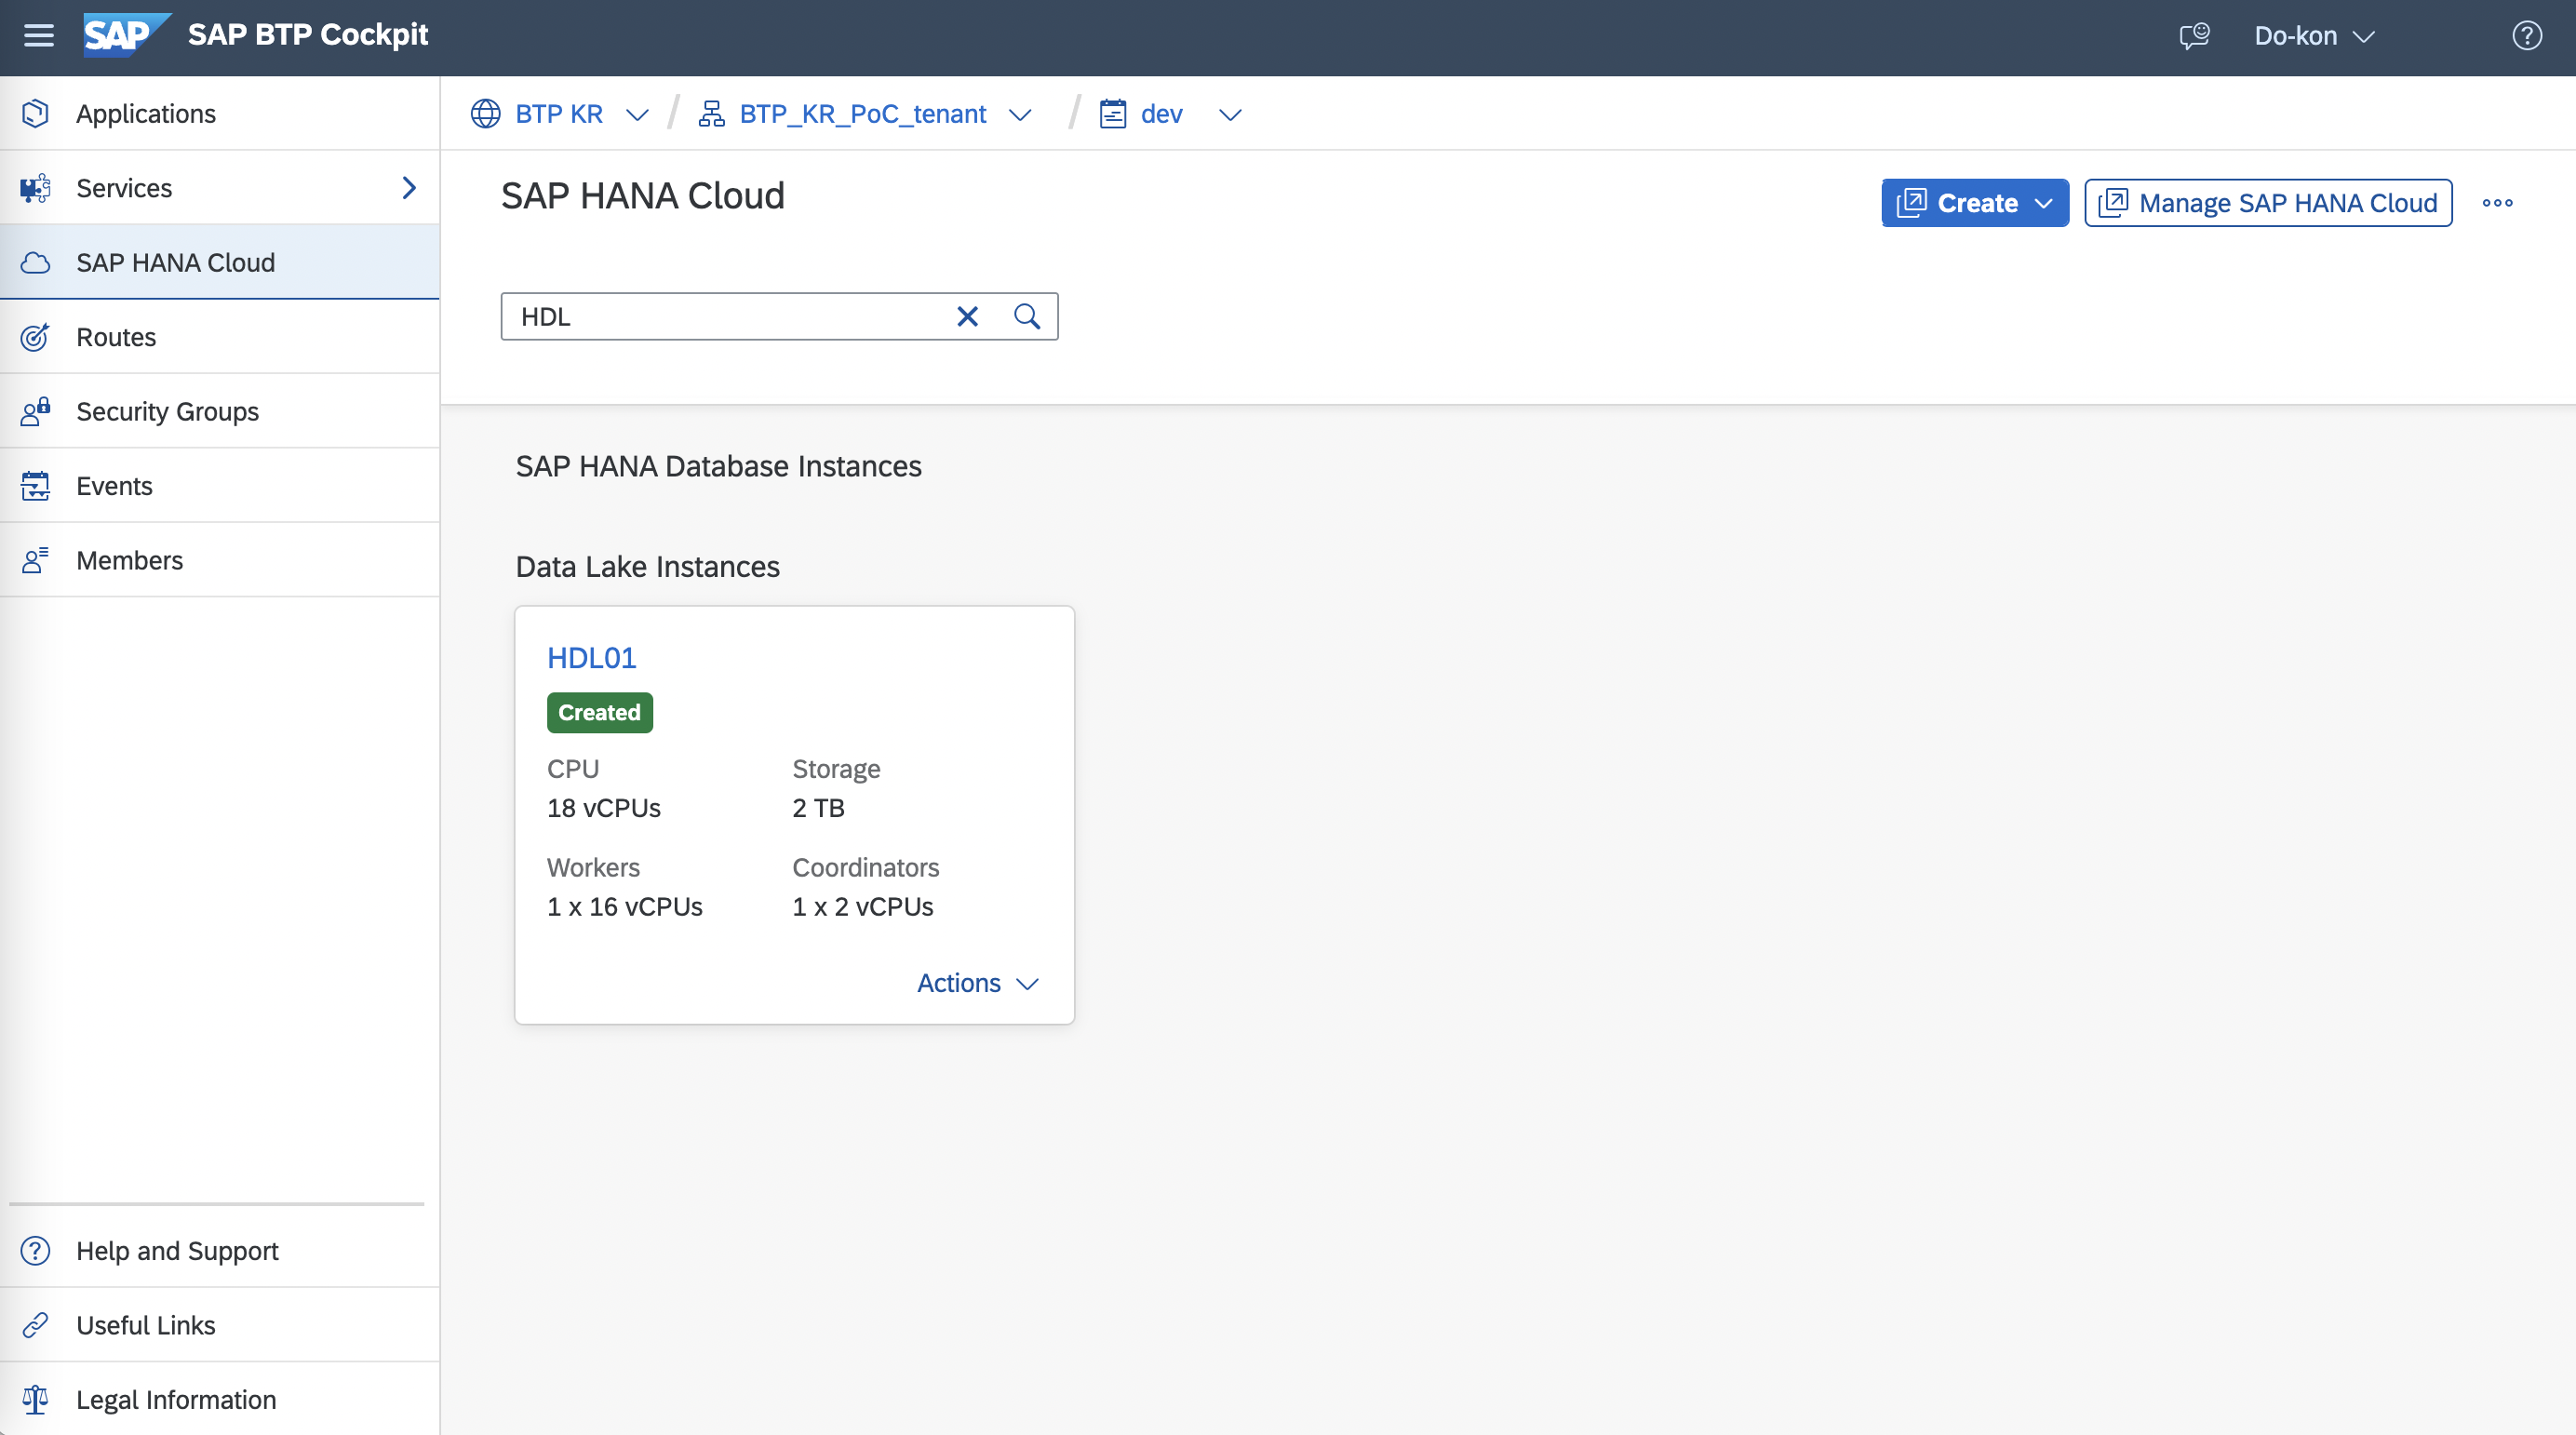 SAP SAP BTP Cockpit
Do-kon
Applications
Services
SAP HANA Cloud
Routes
Security Groups
Events
Members
Help and Support
Useful Links
Legal Information
BTP KR / BTP_KR_PoC_tenant / dev
SAP HANA Cloud
Create
Manage SAP HANA Cloud
HDL
SAP HANA Database Instances
Data Lake Instances
HDL01
Created
CPU Storage
18 vCPUs 2 TB
Workers Coordinators
1 x 16 vCPUs 1 x 2 vCPUs
Actions